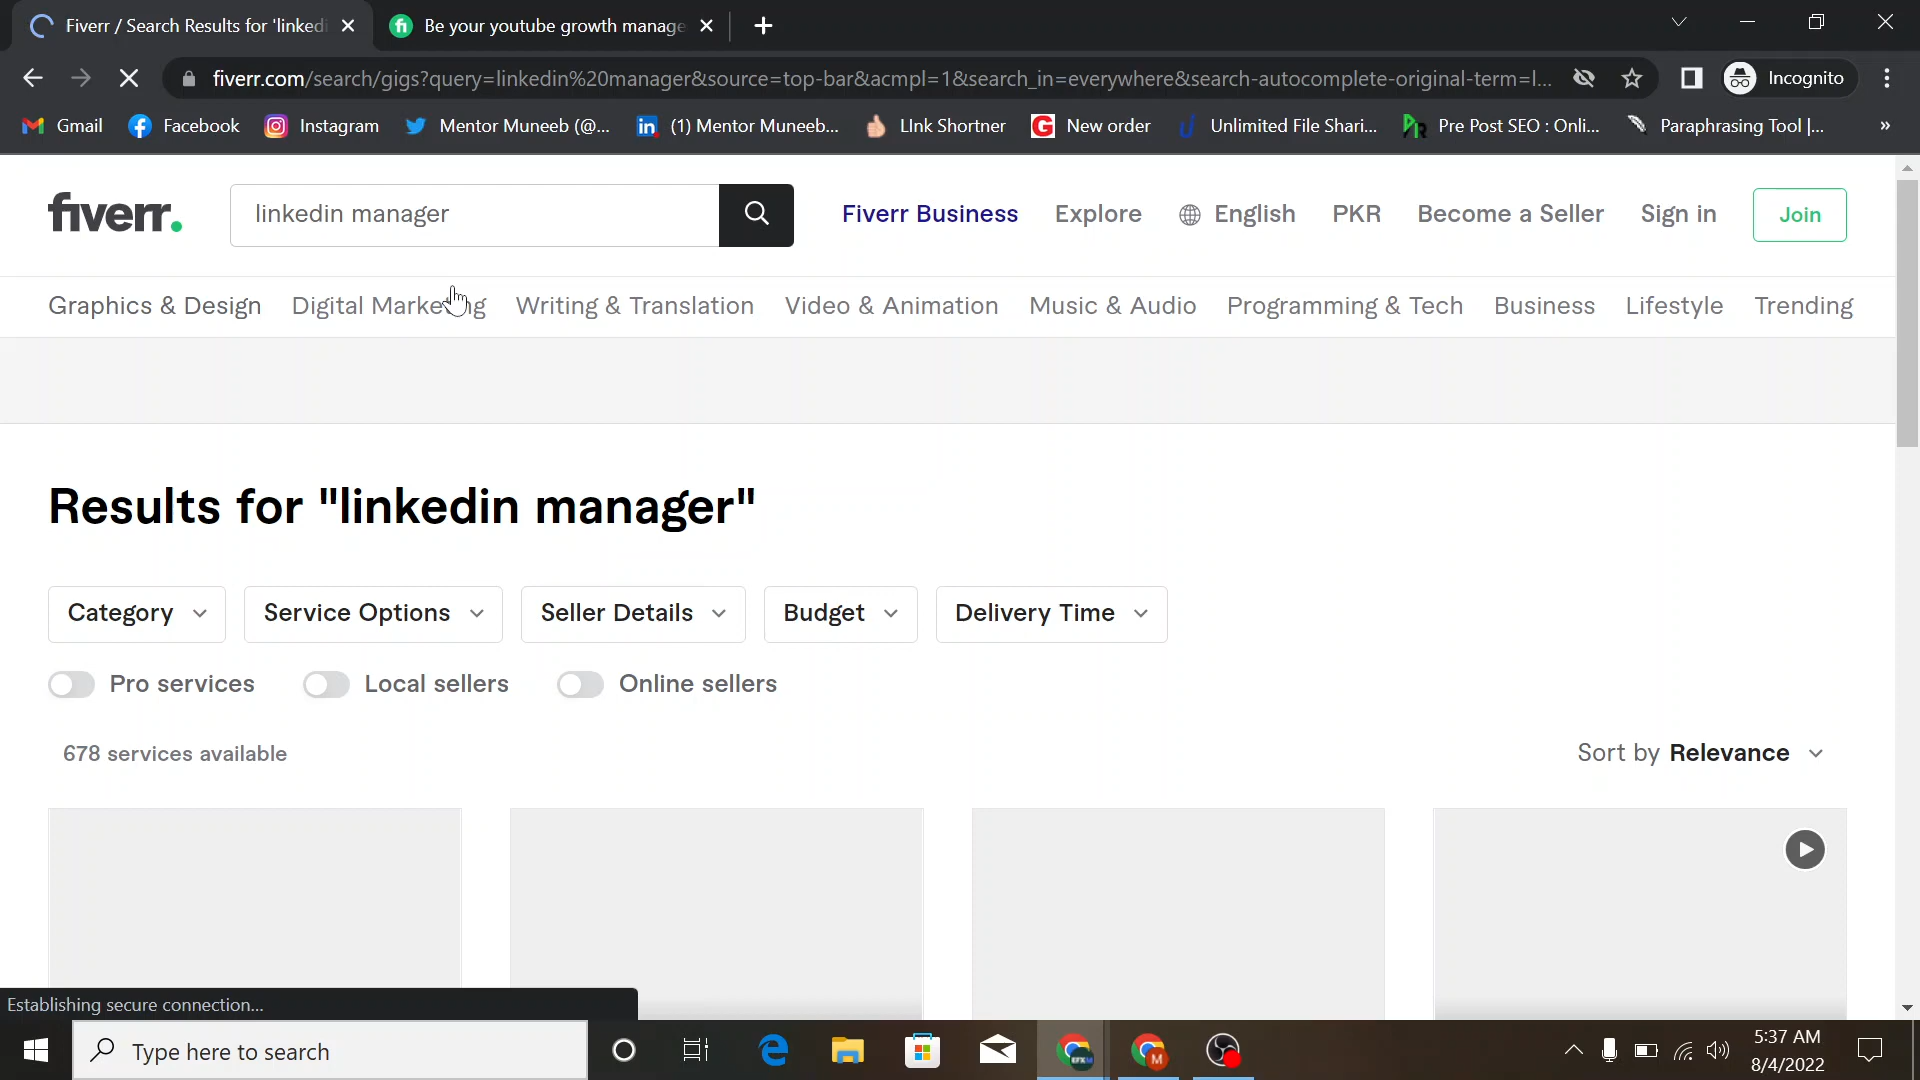 Fiverr / Search Results for 'linkedi
Be your youtube growth manage
fiverr.com/search/gigs?query=linkedin%20manager&source=top-bar&acmpl=1&search_in=everywhere&search-autocomplete-original-term=l...
Incognito
Gmail
Facebook
Instagram
Mentor Muneeb (@...
(1) Mentor Muneeb...
LInk Shortner
New order
Unlimited File Shari...
Pre Post SEO : Onli...
Paraphrasing Tool |...
»
fiverr.
linkedin manager
Fiverr Business
Explore
English
PKR
Become a Seller
Sign in
Join
Graphics & Design
Digital Marketing
Writing & Translation
Video & Animation
Music & Audio
Programming & Tech
Business
Lifestyle
Trending
Results for "linkedin manager"
Category
Service Options
Seller Details
Budget
Delivery Time
Pro services
Local sellers
Online sellers
678 services available
Sort by Relevance
Establishing secure connection...
Type here to search
5:37 AM
8/4/2022